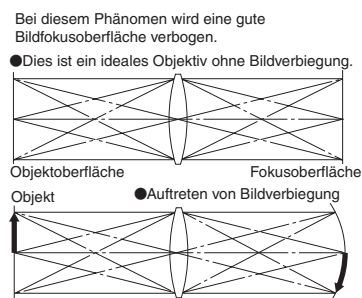 Bei diesem Phänomen wird eine gute
Bildfokusoberfläche verbogen.
●Dies ist ein ideales Objektiv ohne Bildverbiegung.
Objektoberfläche Fokusoberfläche
Objekt ●Auftreten von Bildverbiegung